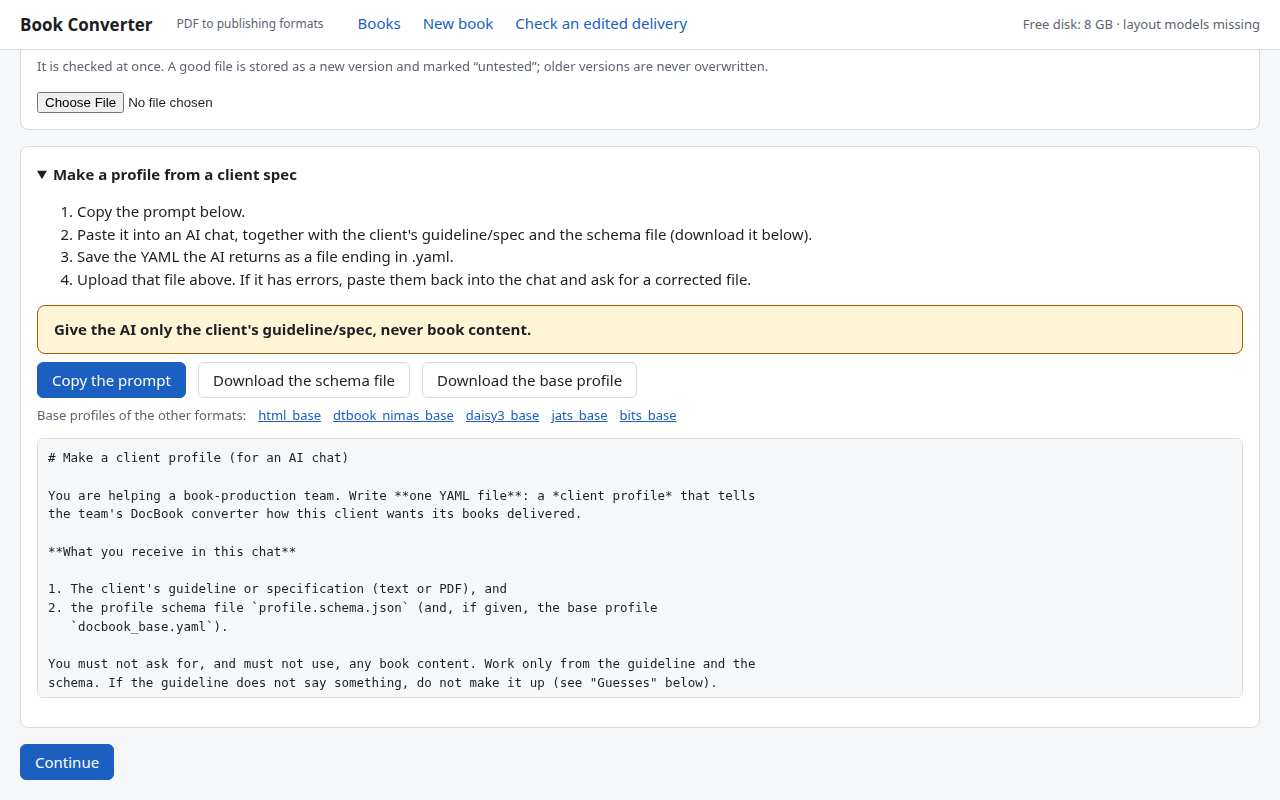 Book Converter PDF to publishing formats Books New book Check an edited delivery Free disk: 8 GB · layout models missing
It is checked at once. A good file is stored as a new version and marked “untested”; older versions are never overwritten.
Choose File No file chosen
▼ Make a profile from a client spec
1. Copy the prompt below.
2. Paste it into an AI chat, together with the client's guideline/spec and the schema file (download it below).
3. Save the YAML the AI returns as a file ending in .yaml.
4. Upload that file above. If it has errors, paste them back into the chat and ask for a corrected file.
Give the AI only the client's guideline/spec, never book content.
Copy the prompt Download the schema file Download the base profile
Base profiles of the other formats: html_base dtbook_nimas_base daisy3_base jats_base bits_base
# Make a client profile (for an AI chat)
You are helping a book-production team. Write **one YAML file**: a *client profile* that tells
the team's DocBook converter how this client wants its books delivered.
**What you receive in this chat**
1. The client's guideline or specification (text or PDF), and
2. the profile schema file `profile.schema.json` (and, if given, the base profile
`docbook_base.yaml`).
You must not ask for, and must not use, any book content. Work only from the guideline and the
schema. If the guideline does not say something, do not make it up (see "Guesses" below).
Continue